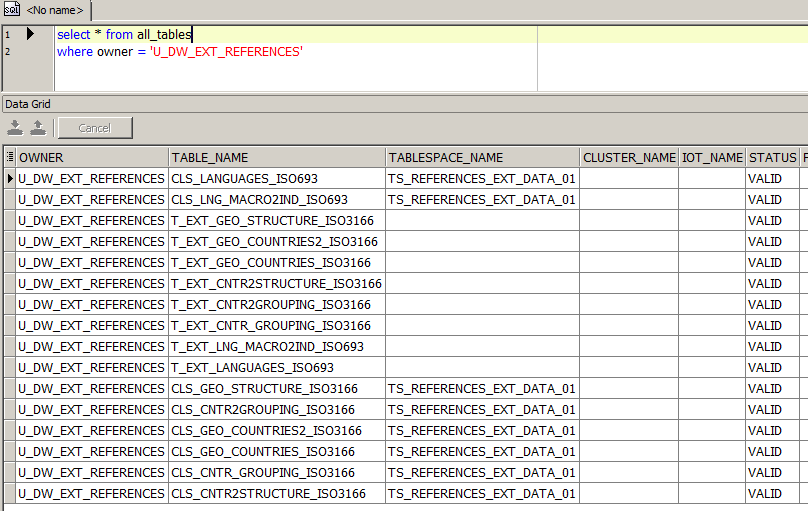 <No name>
1 select * from all_tables
2 where owner = 'U_DW_EXT_REFERENCES'
Data Grid
Cancel
OWNER TABLE_NAME TABLESPACE_NAME CLUSTER_NAME IOT_NAME STATUS
U_DW_EXT_REFERENCES CLS_LANGUAGES_ISO693 TS_REFERENCES_EXT_DATA_01 VALID
U_DW_EXT_REFERENCES CLS_LNG_MACRO2IND_ISO693 TS_REFERENCES_EXT_DATA_01 VALID
U_DW_EXT_REFERENCES T_EXT_GEO_STRUCTURE_ISO3166 VALID
U_DW_EXT_REFERENCES T_EXT_GEO_COUNTRIES2_ISO3166 VALID
U_DW_EXT_REFERENCES T_EXT_GEO_COUNTRIES_ISO3166 VALID
U_DW_EXT_REFERENCES T_EXT_CNTR2STRUCTURE_ISO3166 VALID
U_DW_EXT_REFERENCES T_EXT_CNTR2GROUPING_ISO3166 VALID
U_DW_EXT_REFERENCES T_EXT_CNTR_GROUPING_ISO3166 VALID
U_DW_EXT_REFERENCES T_EXT_LNG_MACRO2IND_ISO693 VALID
U_DW_EXT_REFERENCES T_EXT_LANGUAGES_ISO693 VALID
U_DW_EXT_REFERENCES CLS_GEO_STRUCTURE_ISO3166 TS_REFERENCES_EXT_DATA_01 VALID
U_DW_EXT_REFERENCES CLS_CNTR2GROUPING_ISO3166 TS_REFERENCES_EXT_DATA_01 VALID
U_DW_EXT_REFERENCES CLS_GEO_COUNTRIES2_ISO3166 TS_REFERENCES_EXT_DATA_01 VALID
U_DW_EXT_REFERENCES CLS_GEO_COUNTRIES_ISO3166 TS_REFERENCES_EXT_DATA_01 VALID
U_DW_EXT_REFERENCES CLS_CNTR_GROUPING_ISO3166 TS_REFERENCES_EXT_DATA_01 VALID
U_DW_EXT_REFERENCES CLS_CNTR2STRUCTURE_ISO3166 TS_REFERENCES_EXT_DATA_01 VALID